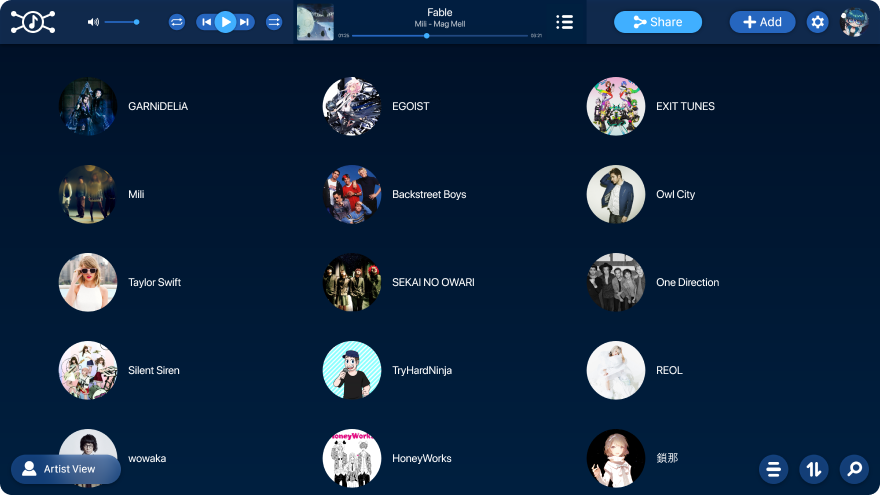 Fable
Mili - Mag Mell
01:26
03:21
Share
Add
GARNiDELiA
EGOIST
EXIT TUNES
Mili
Backstreet Boys
Owl City
Taylor Swift
SEKAI NO OWARI
One Direction
Silent Siren
TryHardNinja
REOL
wowaka
HoneyWorks
HoneyWorks
鎖那
Artist View